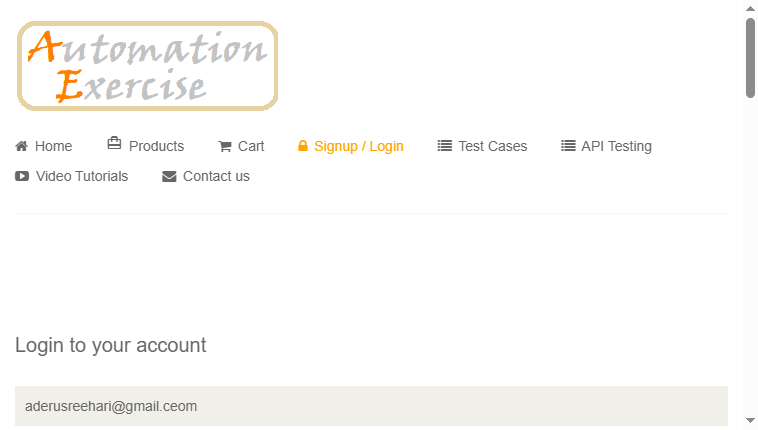 Automation
Exercise
Home Products Cart Signup / Login Test Cases API Testing
Video Tutorials Contact us
Login to your account
aderusreehari@gmail.ceom